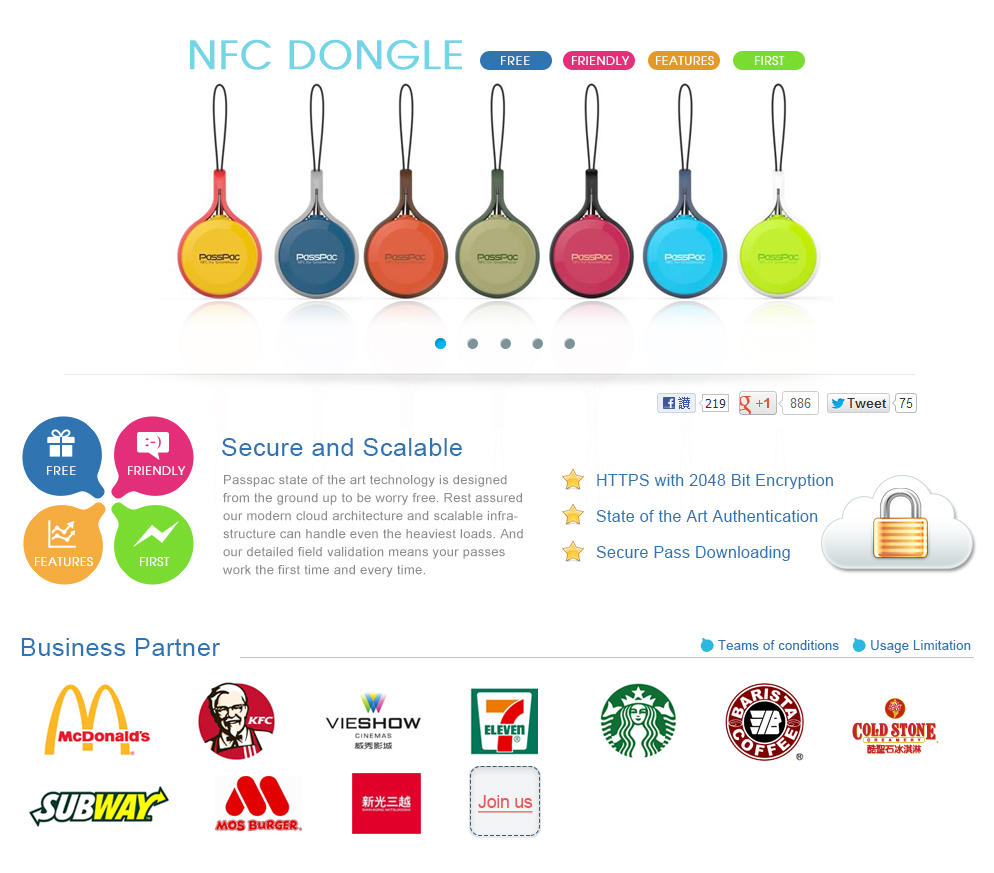 NFC DONGLE
FREE
FRIENDLY
FEATURES
FIRST
PassPac
PassPac
PassPac
PassPac
PassPac
PassPac
PassPac
讚 219
g +1 886
Tweet 75
FREE
:-)
FRIENDLY
FEATURES
FIRST
Secure and Scalable
Passpac state of the art technology is designed
from the ground up to be worry free. Rest assured
our modern cloud architecture and scalable infra-
structure can handle even the heaviest loads. And
our detailed field validation means your passes
work the first time and every time.
HTTPS with 2048 Bit Encryption
State of the Art Authentication
Secure Pass Downloading
Business Partner
Teams of conditions
Usage Limitation
McDonald's
KFC
VIESHOW
CINEMAS
威秀影城
7
ELEVEN
®
BARISTA
COFFEE
®
COLD STONE
CREAMERY
酷聖石冰淇淋
SUBWAY
MOS BURGER
新光三越
SHIN KONG MITSUKOSHI
Join us